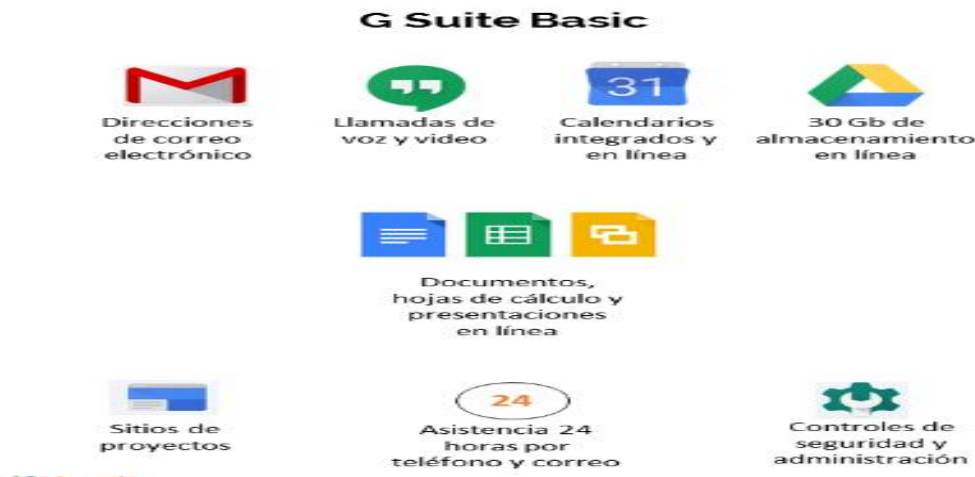 G Suite Basic
31
Direcciones
de correo
electrónico
Llamadas de
voz y video
Calendarios
integrados y
en línea
30 Gb de
almacenamiento
en línea
Documentos,
hojas de cálculo y
presentaciones
en línea
Sitios de
proyectos
24
Asistencia 24
horas por
teléfono y correo
Controles de
seguridad y
administración